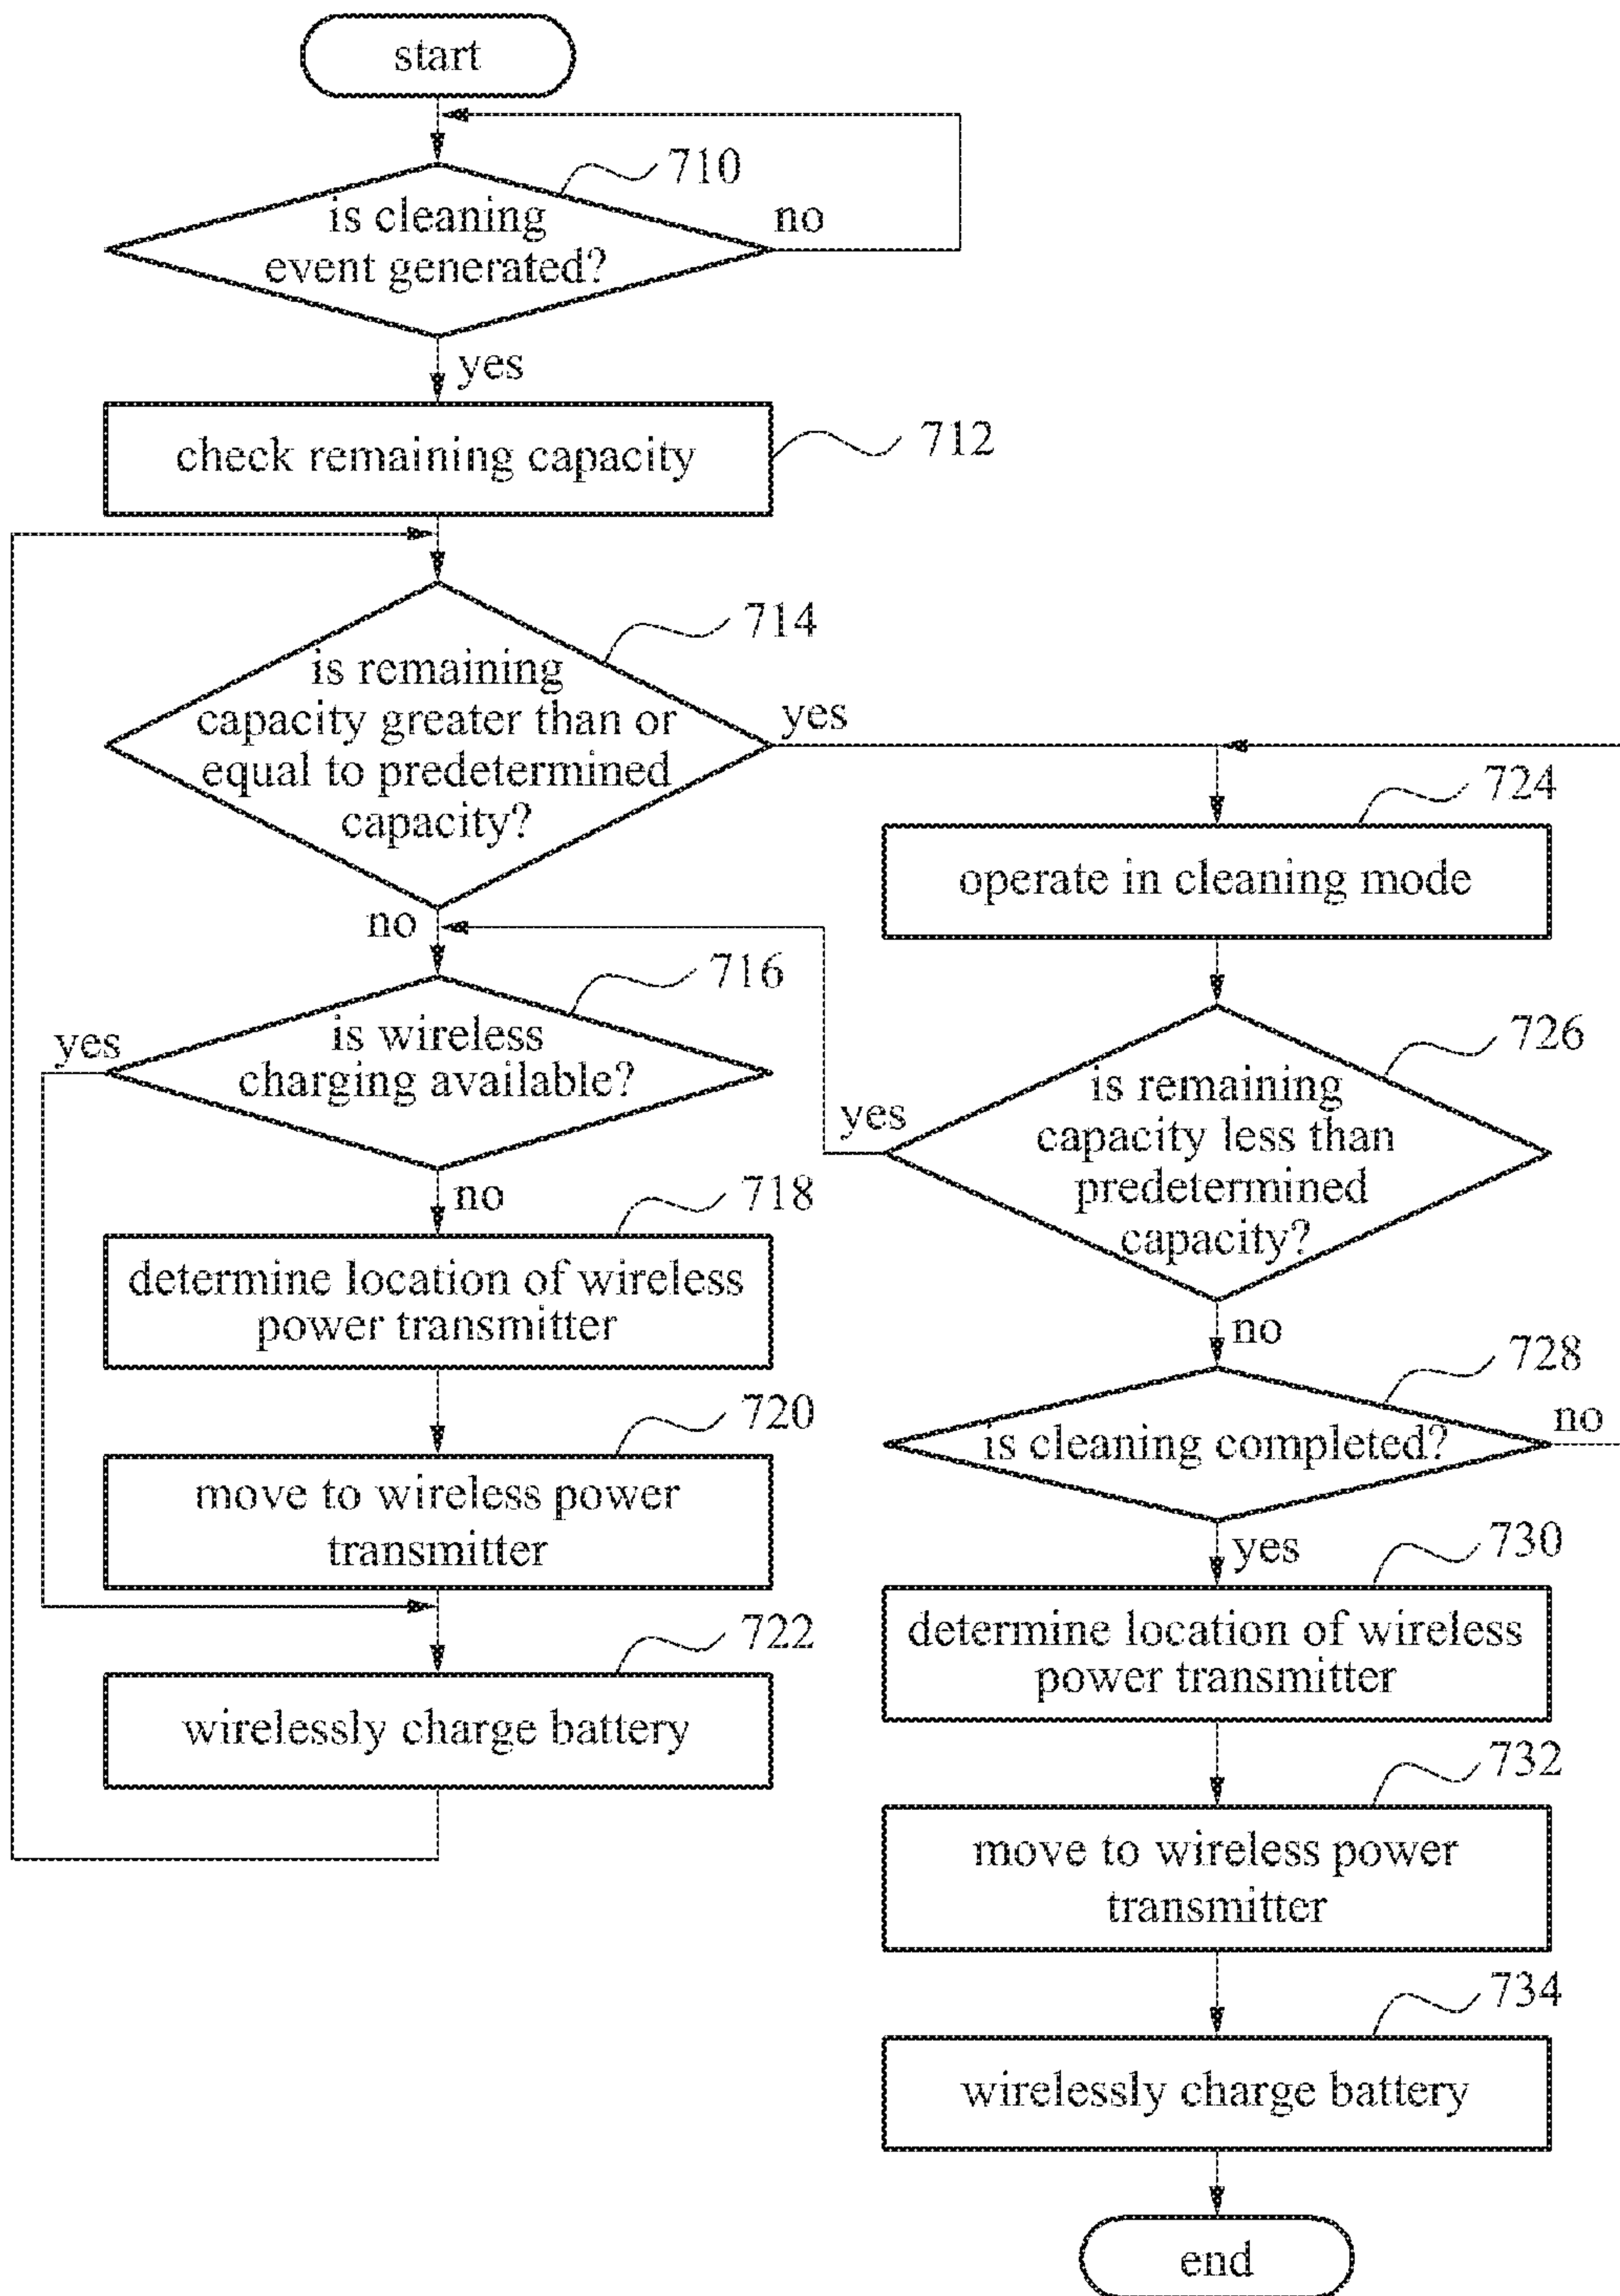 start
710
is cleaning
event generated?
no
yes
check remaining capacity
712
714
is remaining
capacity greater than or
equal to predetermined
capacity?
yes
no
716
is wireless
charging available?
yes
no
718
determine location of wireless
power transmitter
720
move to wireless power
transmitter
722
wirelessly charge battery
724
operate in cleaning mode
726
is remaining
capacity less than
predetermined
capacity?
yes
no
728
is cleaning completed?
no
yes
730
determine location of wireless
power transmitter
732
move to wireless power
transmitter
734
wirelessly charge battery
end